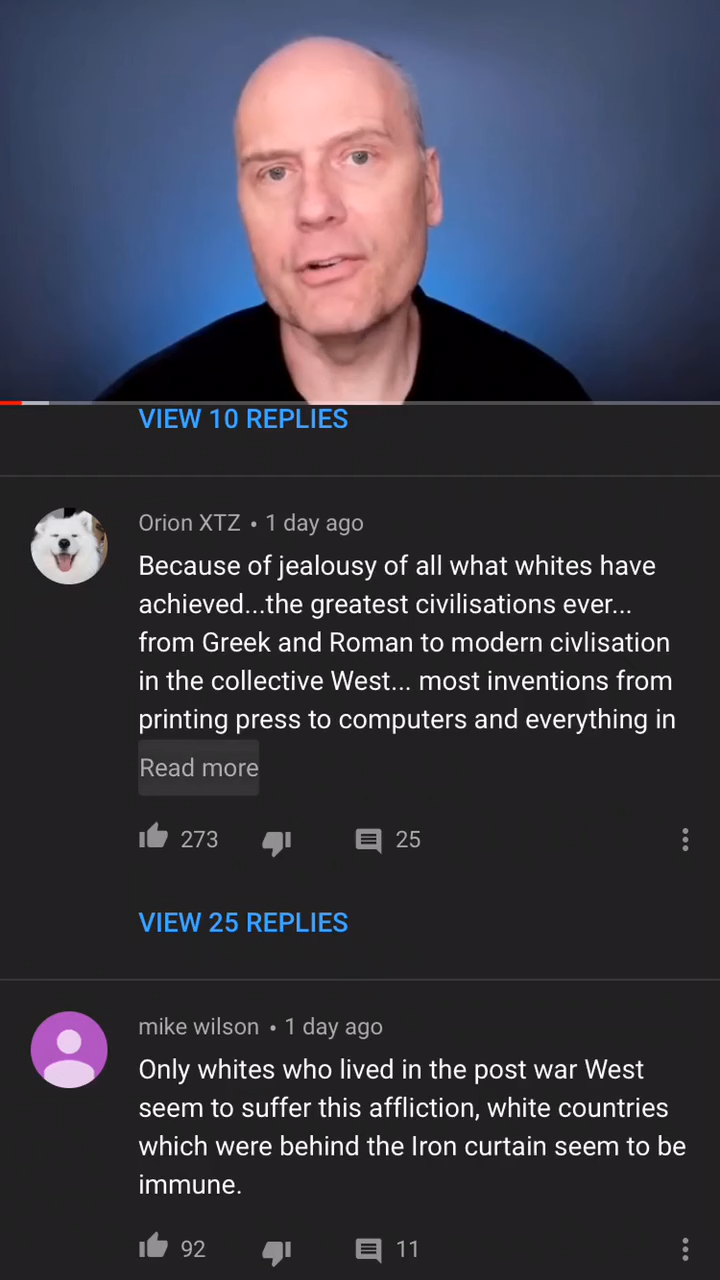 VIEW 10 REPLIES
Orion XTZ • 1 day ago
Because of jealousy of all what whites have
achieved...the greatest civilisations ever...
from Greek and Roman to modern civlisation
in the collective West... most inventions from
printing press to computers and everything in
Read more
273
25
VIEW 25 REPLIES
mike wilson • 1 day ago
Only whites who lived in the post war West
seem to suffer this affliction, white countries
which were behind the Iron curtain seem to be
immune.
92
11